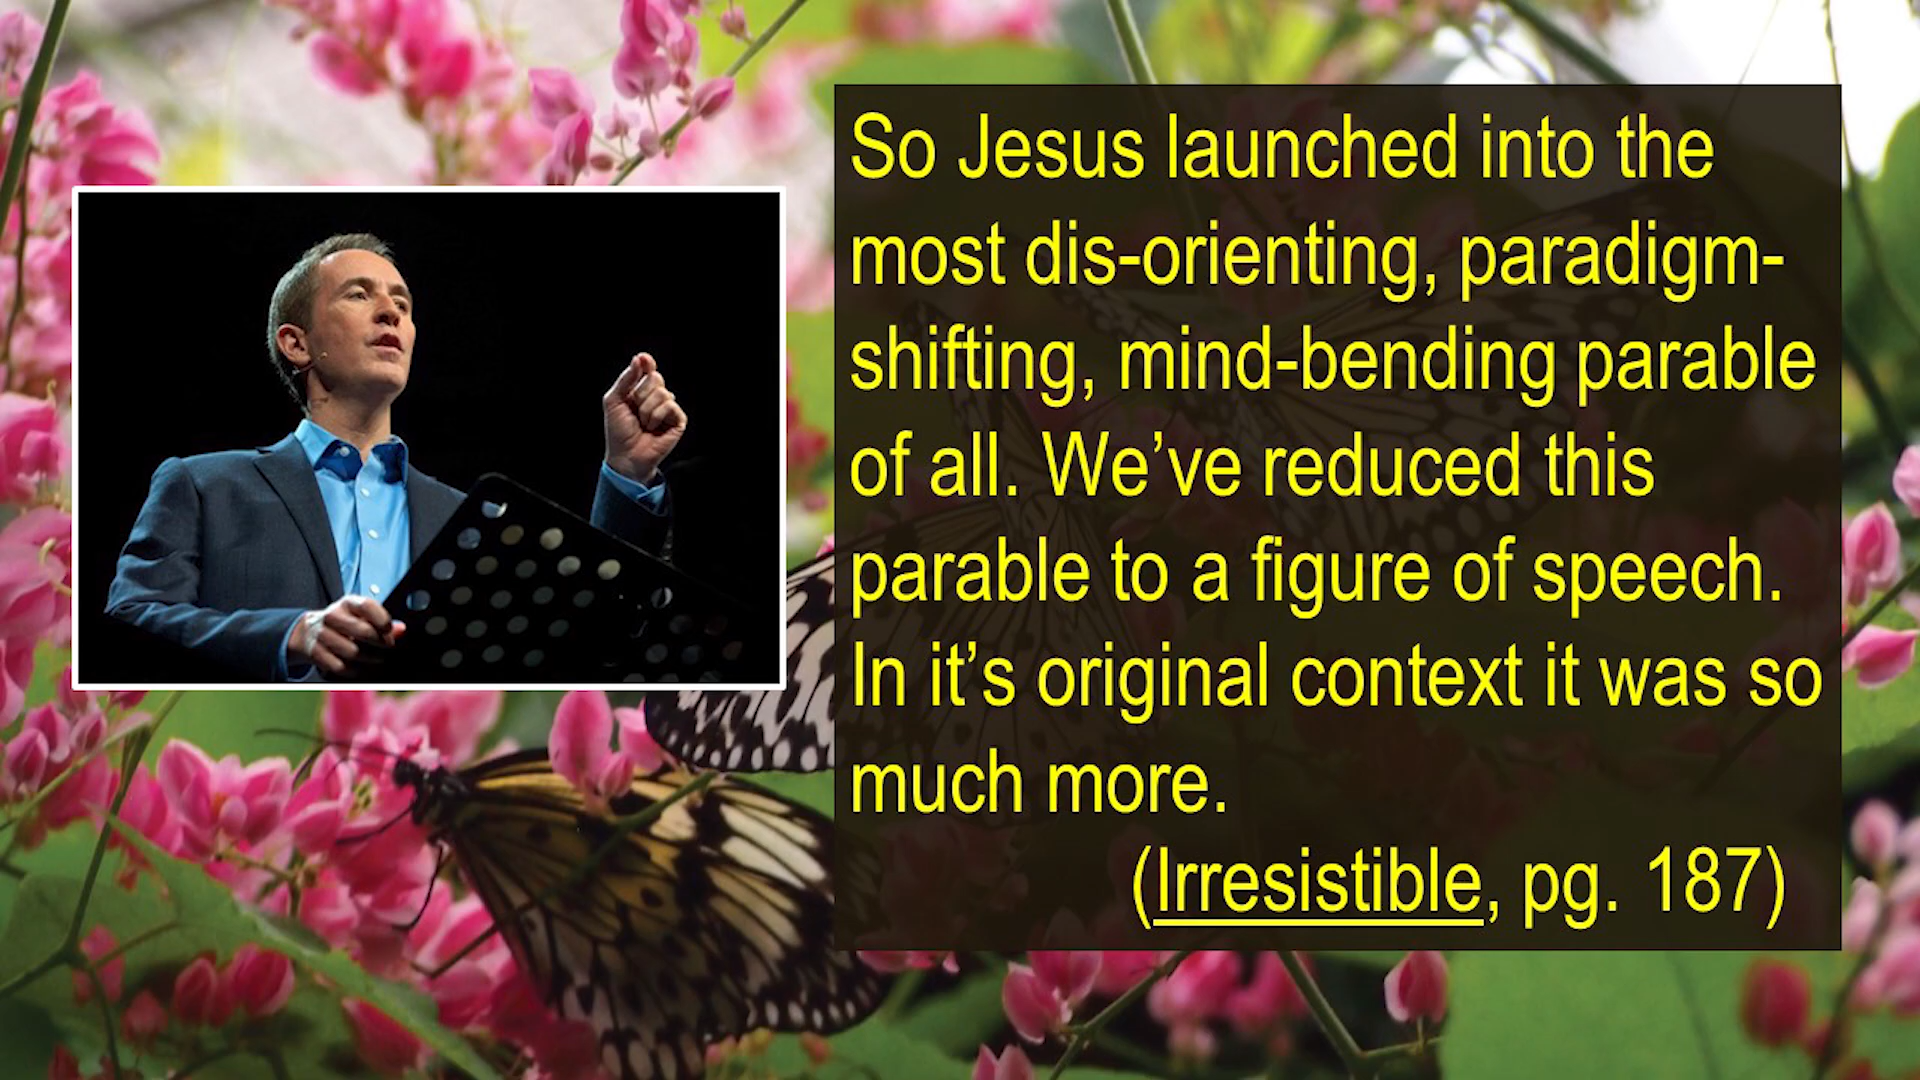 So Jesus launched into the
most dis-orienting, paradigm-
shifting, mind-bending parable
of all. We’ve reduced this
parable to a figure of speech.
In it’s original context it was so
much more.
(Irresistible, pg. 187)